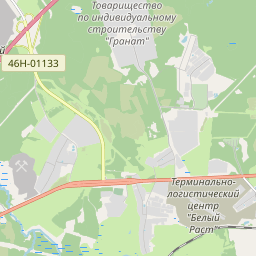 Товарищество
по индивидуальному
строительству
"Гранат"
й
46Н-01133
Терминально-
логистический
центр
"Белый
Раст"